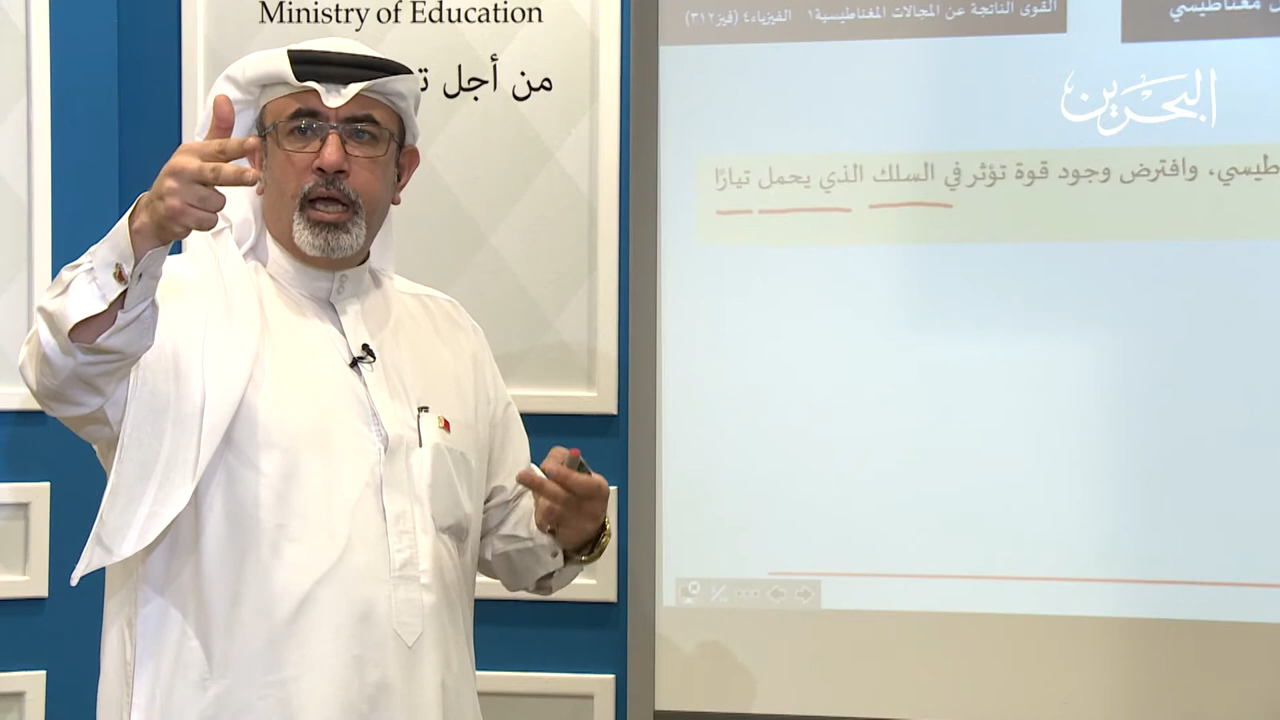 Ministry of Education
من أجل
القوى الناتجة عن المجالات المغناطيسية١ الفيزياء٤ (فيز٣١٢)
مغناطيسي
البحرين
وافترض وجود قوة تؤثر في السلك الذي يحمل تيارًا